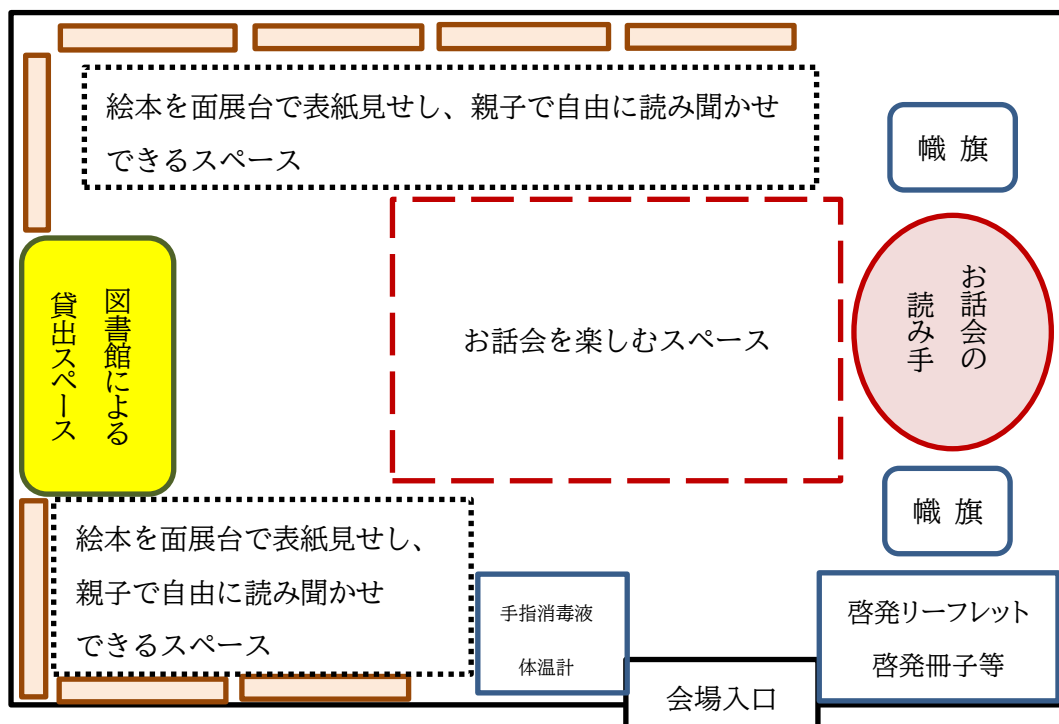 絵本を面展台で表紙見せし、親子で自由に読み聞かせ
できるスペース
幟 旗
お話会の
読み手
図書館による
貸出スペース
お話会を楽しむスペース
幟 旗
絵本を面展台で表紙見せし、
親子で自由に読み聞かせ
できるスペース
手指消毒液
体温計
啓発リーフレット
啓発冊子等
会場入口